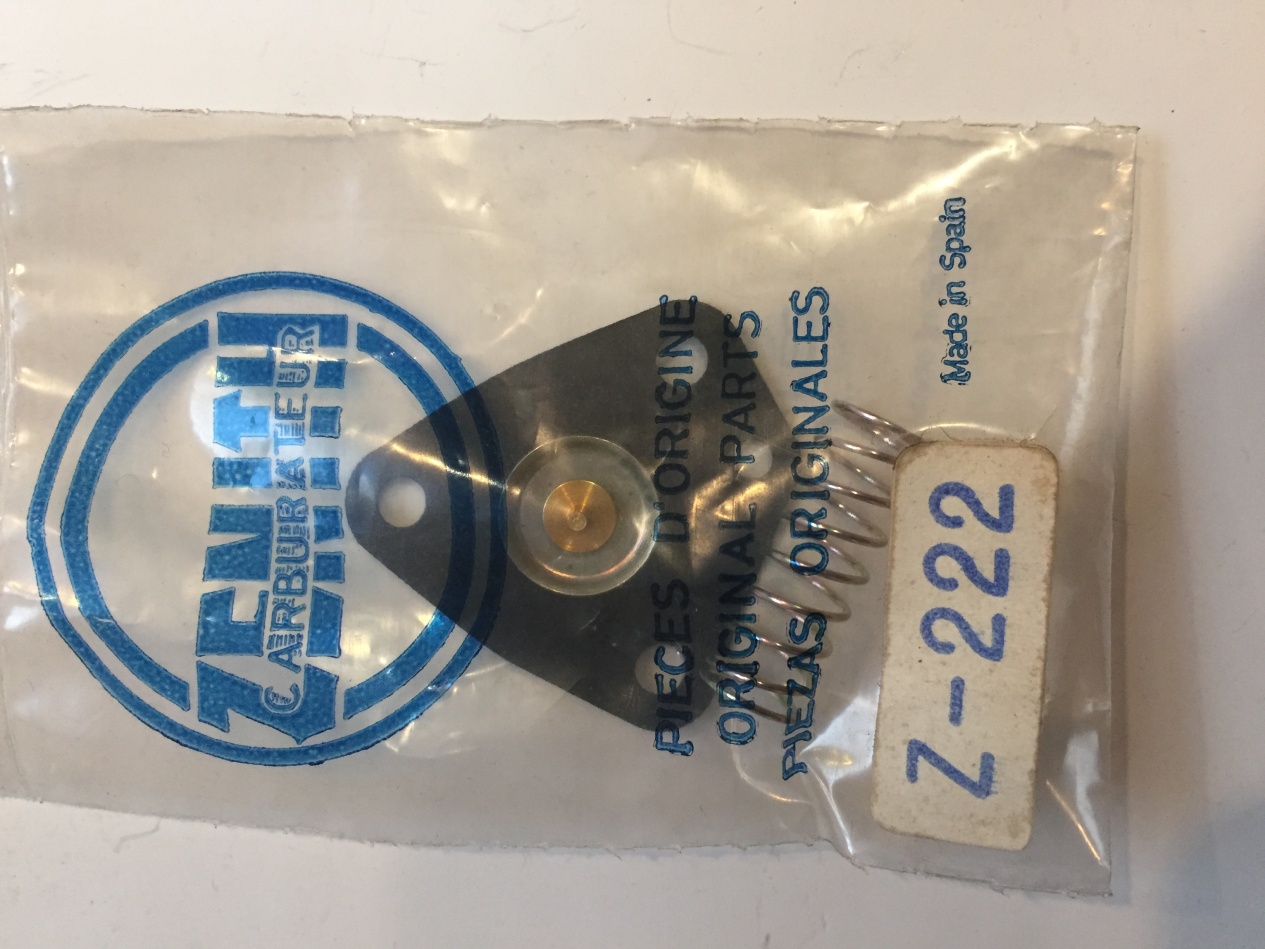 ZENITH
CARBURATEUR
PIECES D'ORIGINE
ORIGINAL PARTS
PIEZAS ORIGINALES
Made in Spain
Z-222